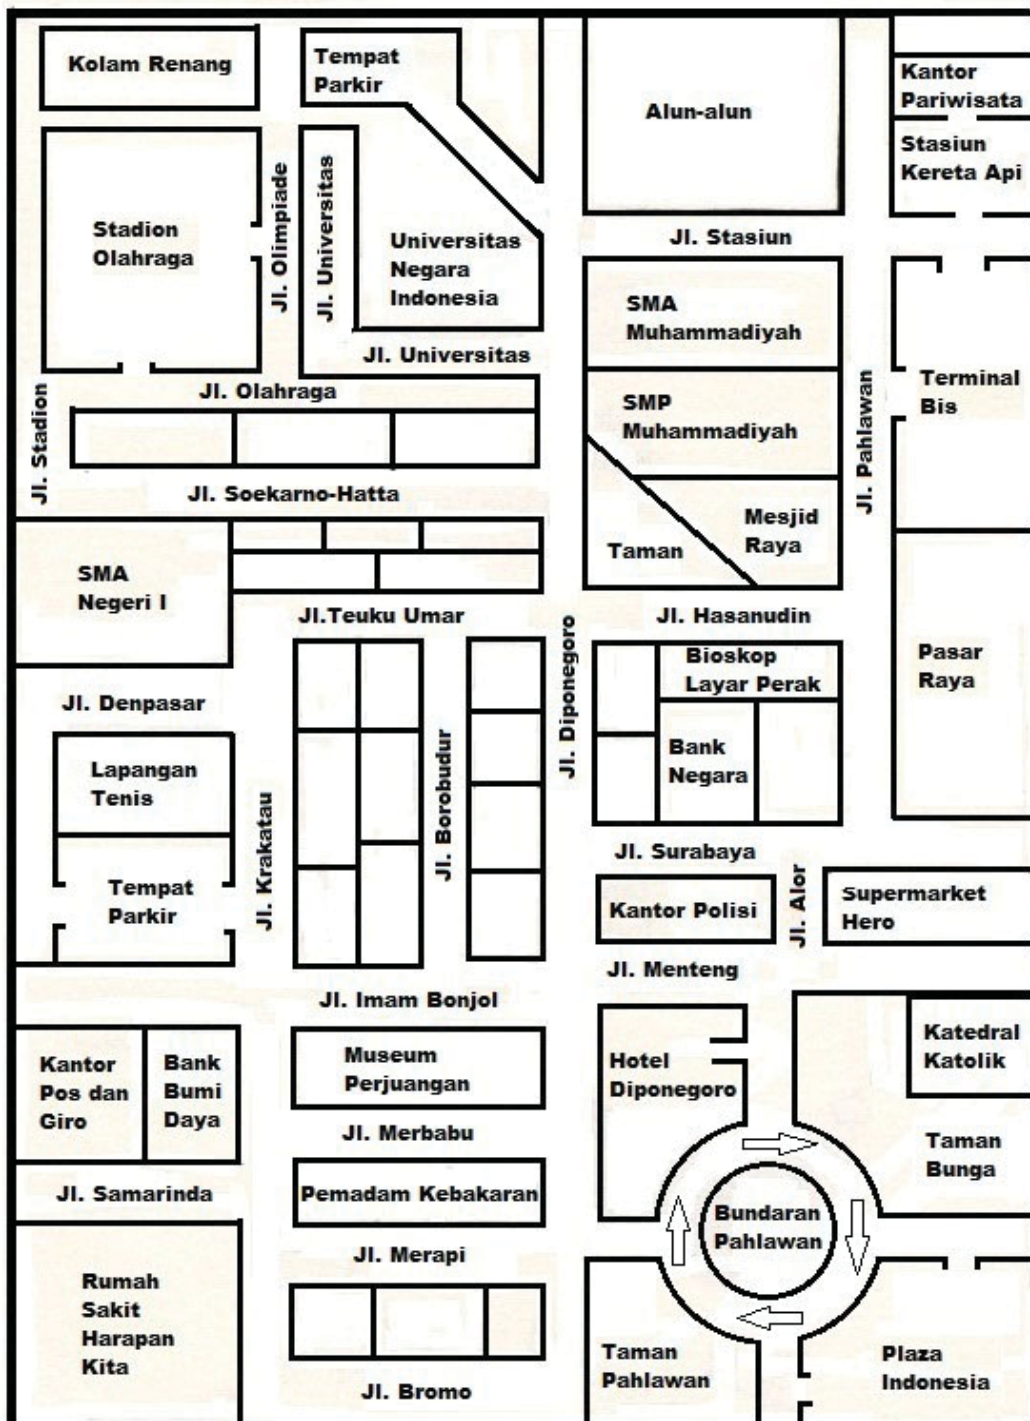 Kolam Renang
Tempat
Parkir
Alun-alun
Kantor
Pariwisata
Stasiun
Kereta Api
Stadion
Olahraga
Jl. Olimpiade
Jl. Universitas
Universitas
Negara
Indonesia
Jl. Stasiun
Jl. Universitas
SMA
Muhammadiyah
SMP
Muhammadiyah
Terminal
Bis
Jl. Stadion
Jl. Olahraga
Jl. Pahlawan
Jl. Soekarno-Hatta
Taman
Mesjid
Raya
SMA
Negeri I
Jl.Teuku Umar
Jl. Hasanudin
Jl. Diponegoro
Bioskop
Layar Perak
Pasar
Raya
Jl. Denpasar
Lapangan
Tenis
Jl. Krakatau
Jl. Borobudur
Bank
Negara
Jl. Surabaya
Tempat
Parkir
Kantor Polisi
Jl. Alor
Supermarket
Hero
Jl. Menteng
Jl. Imam Bonjol
Kantor
Pos dan
Giro
Bank
Bumi
Daya
Museum
Perjuangan
Hotel
Diponegoro
Katedral
Katolik
Jl. Merbabu
Taman
Bunga
Jl. Samarinda
Pemadam Kebakaran
Bundaran
Pahlawan
Jl. Merapi
Rumah
Sakit
Harapan
Kita
Taman
Pahlawan
Plaza
Indonesia
Jl. Bromo